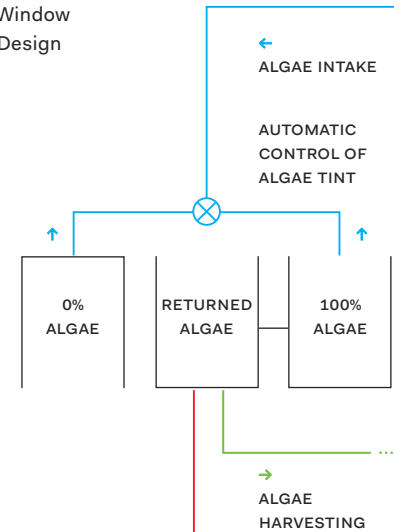 Window
Design
←
ALGAE INTAKE
AUTOMATIC
CONTROL OF
ALGAE TINT
↑
↑
0%
ALGAE
RETURNED
ALGAE
100%
ALGAE
...
→
ALGAE
HARVESTING